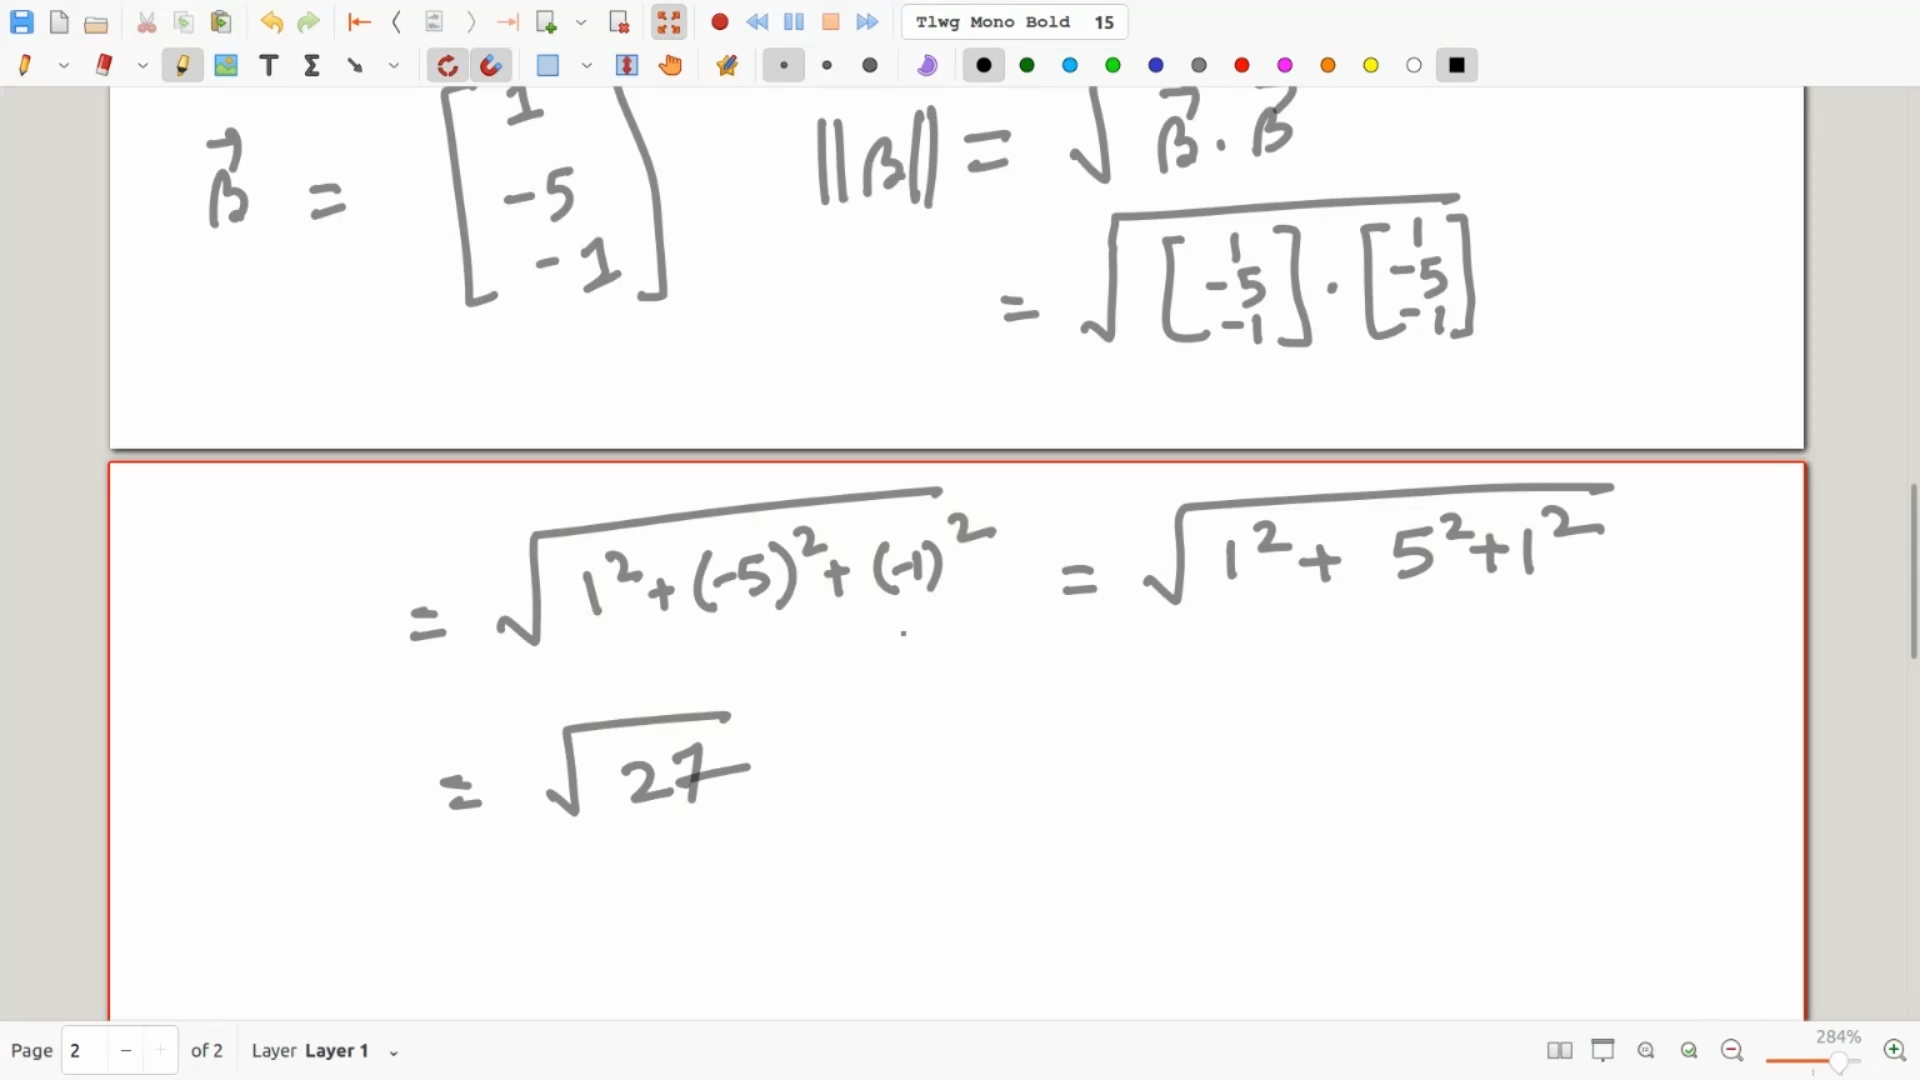 Tlwg Mono Bold 15
B⃗ = [1 -5 -1] ||B|| = √B⃗ . B⃗
= √[1 -5 -1] · [1 -5 -1]
= √1² + (-5)² + (-1)² = √1² + 5² + 1²
= √27
Page 2 of 2 Layer Layer 1 284%